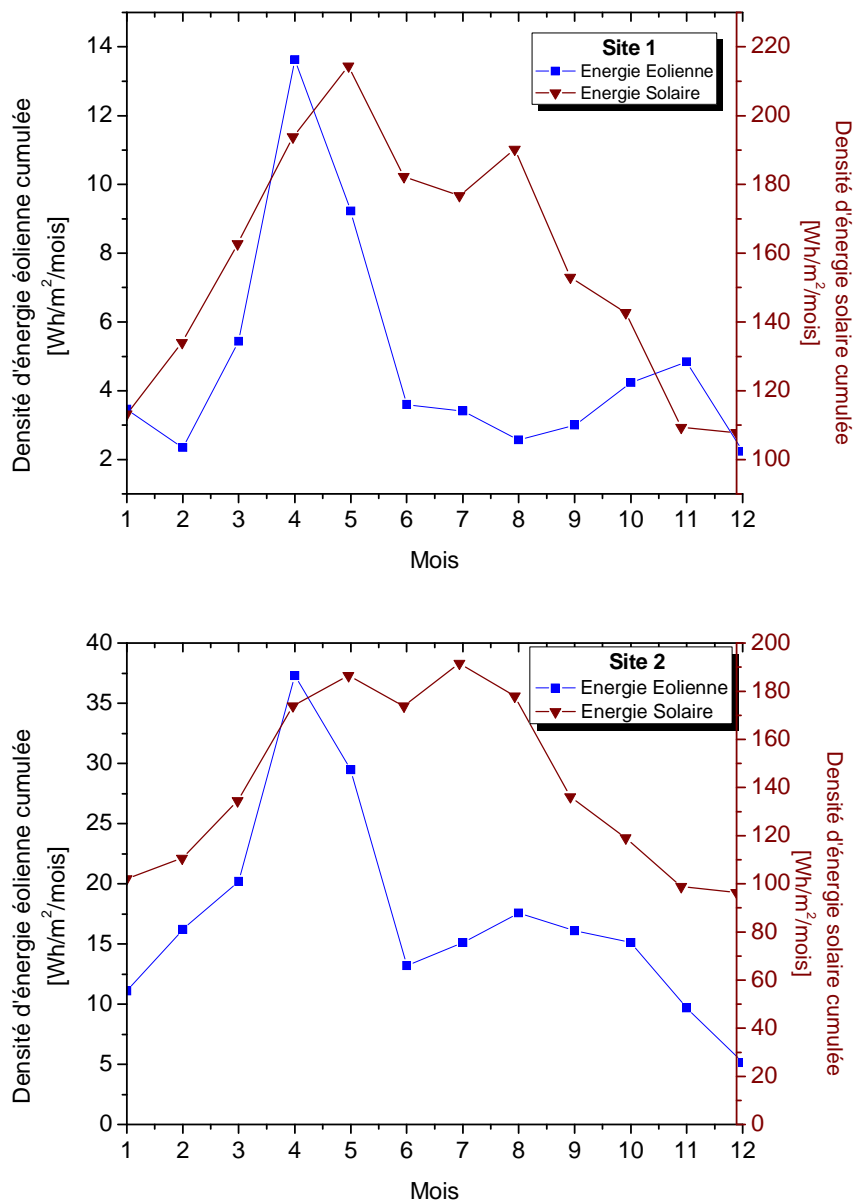 Site 1
Energie Eolienne
Energie Solaire
14
12
10
8
6
4
2
220
200
180
160
140
120
100
Densité d'énergie éolienne cumulée
[Wh/m²/mois]
Densité d'énergie solaire cumulée
[Wh/m²/mois]
1 2 3 4 5 6 7 8 9 10 11 12
Mois
Site 2
Energie Eolienne
Energie Solaire
40
35
30
25
20
15
10
5
0
200
180
160
140
120
100
80
60
40
20
0
Densité d'énergie éolienne cumulée
[Wh/m²/mois]
Densité d'énergie solaire cumulée
[Wh/m²/mois]
1 2 3 4 5 6 7 8 9 10 11 12
Mois